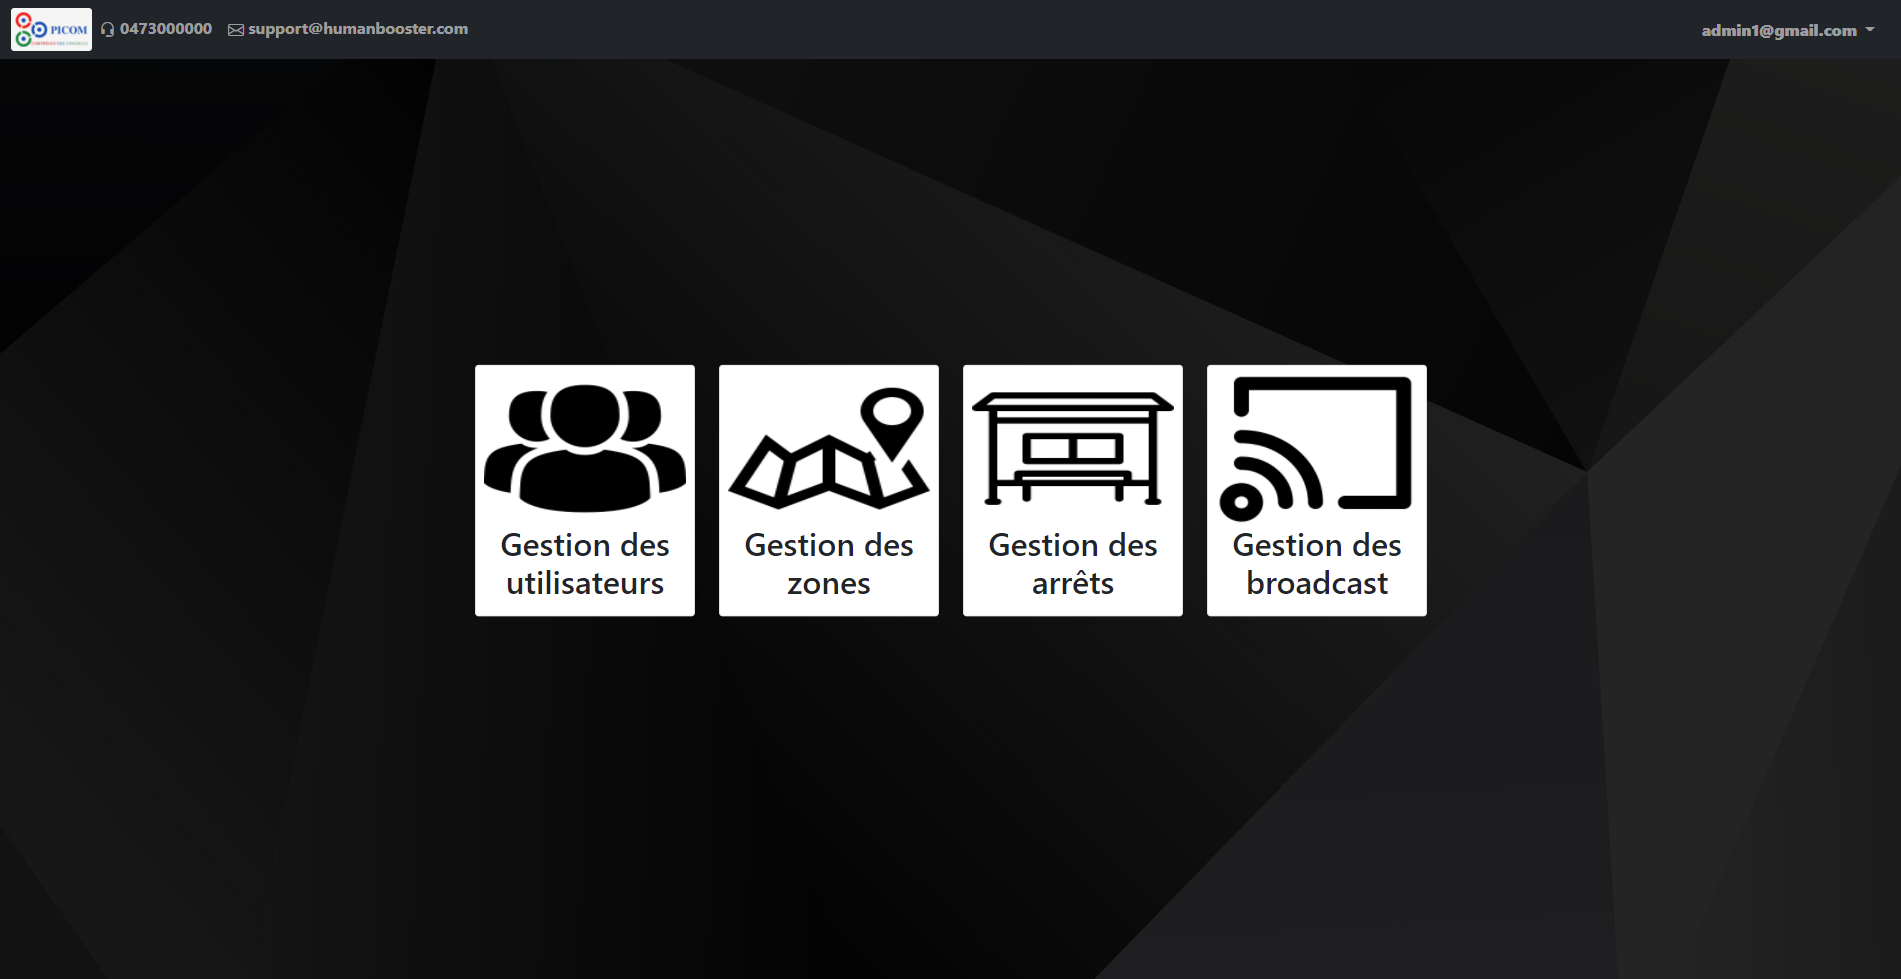 PICOM
0473000000
support@humanbooster.com
admin1@gmail.com
Gestion des
utilisateurs
Gestion des
zones
Gestion des
arrêts
Gestion des
broadcast